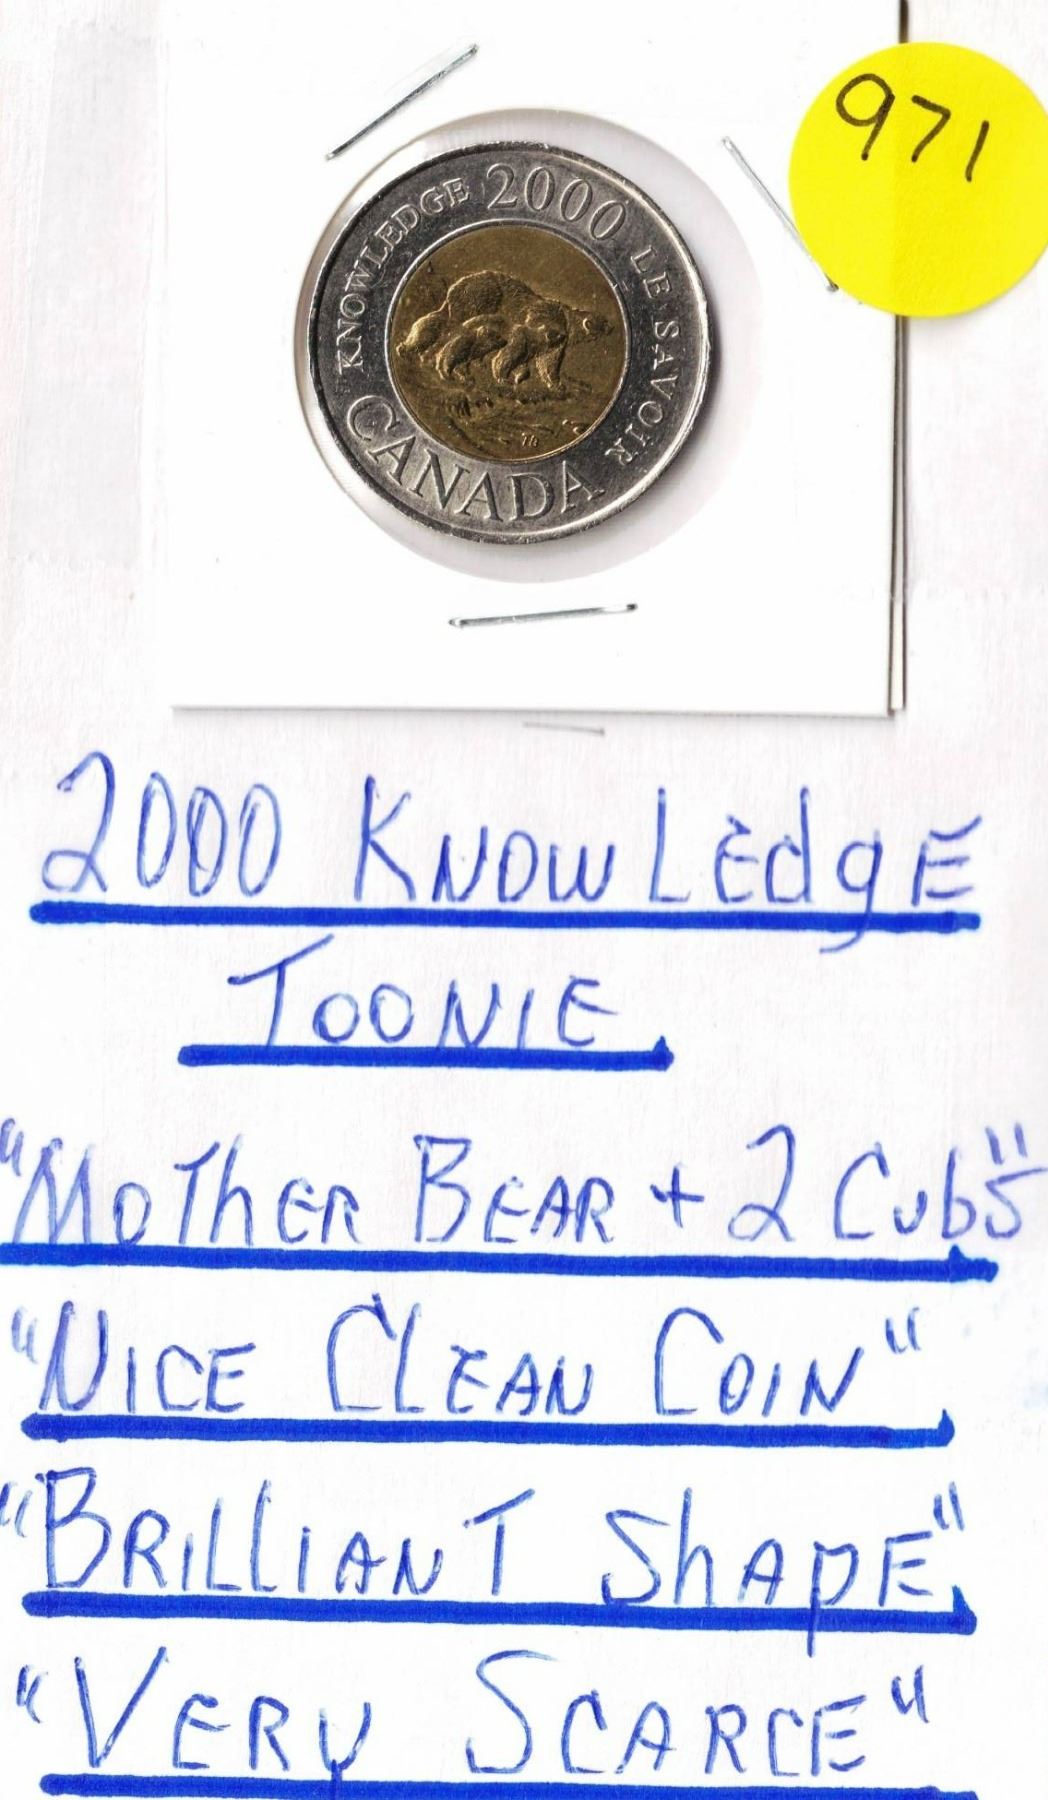 971
KNOWLEDGE 2000 LE SAVOIR
CANADA
TB
2000 KNOWLEdgE
TOONIE.
"MOTHER BEAR + 2 Cubs"
"NICE CLEAN COIN".
"BRILLIANT ShApE".
"VERY SCARCE"